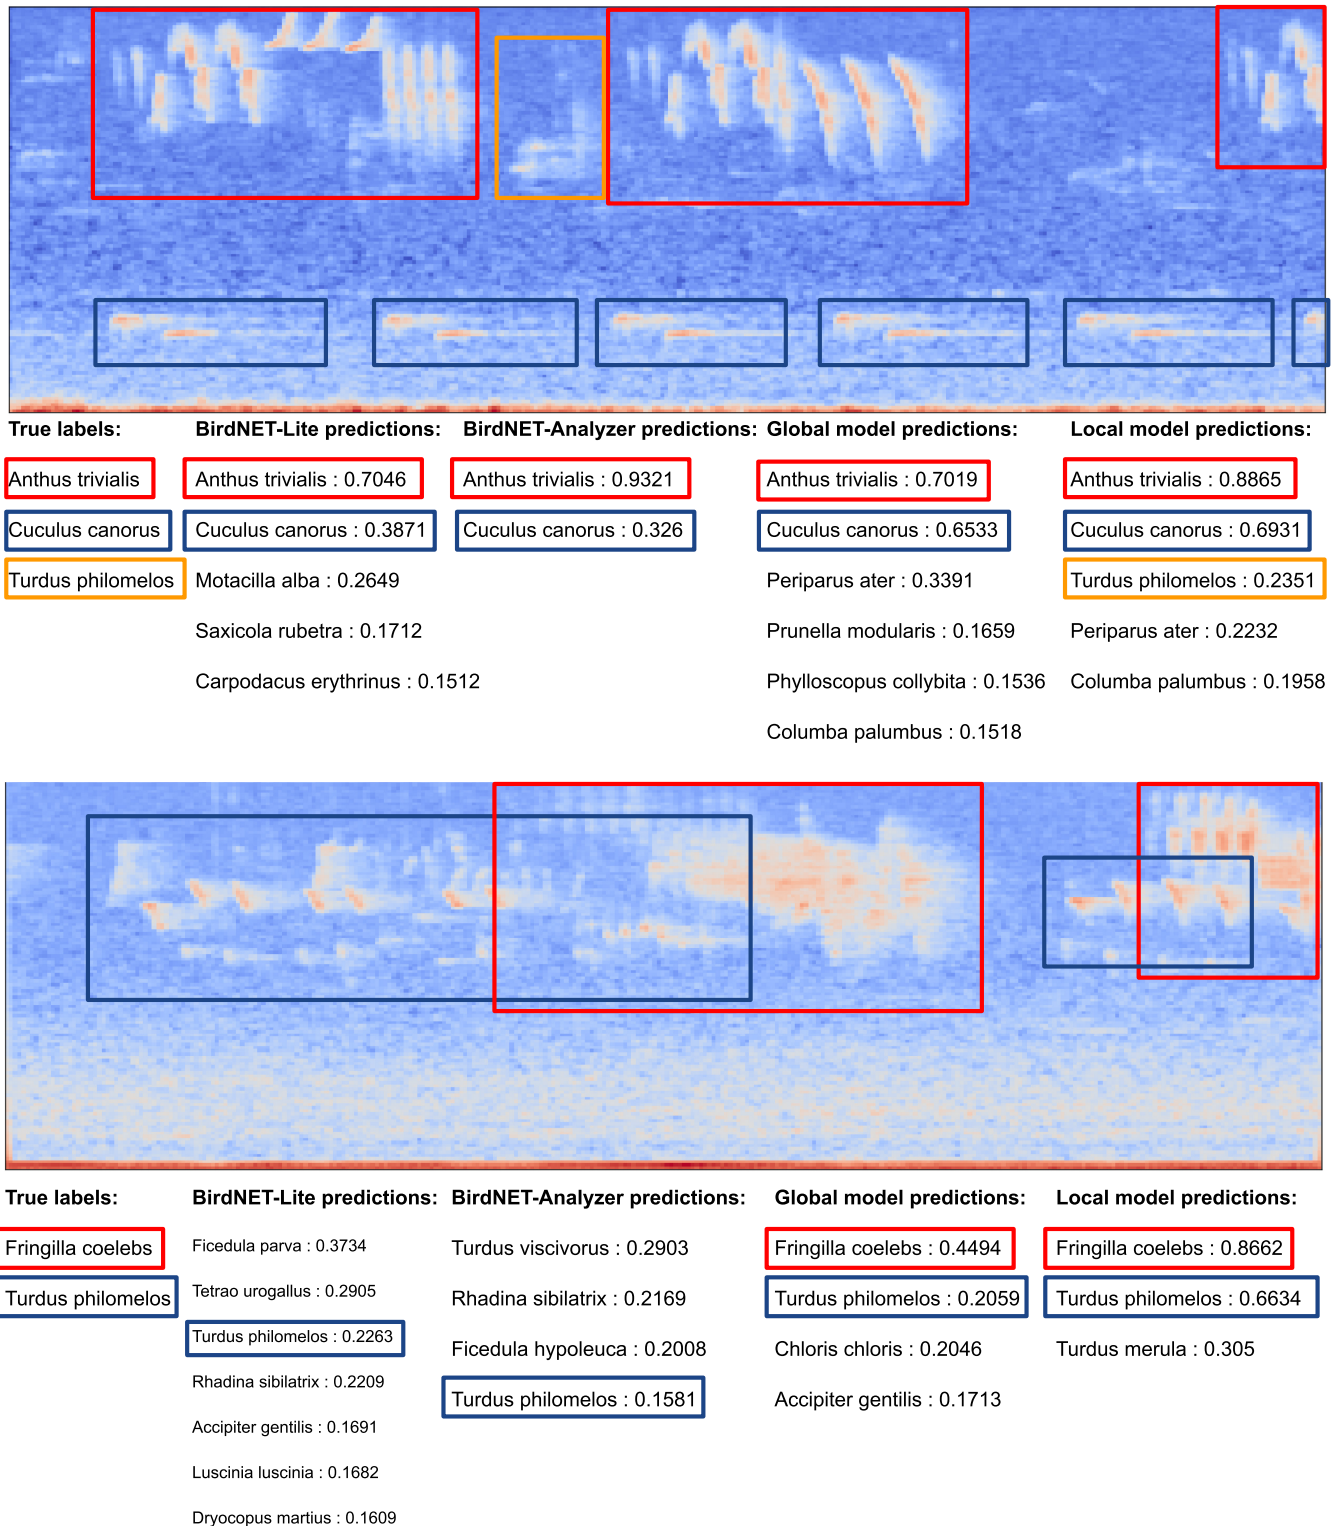 True labels: BirdNET-Lite predictions: BirdNET-Analyzer predictions: Global model predictions: Local model predictions:
Anthus trivialis Anthus trivialis : 0.7046 Anthus trivialis : 0.9321 Anthus trivialis : 0.7019 Anthus trivialis : 0.8865
Cuculus canorus Cuculus canorus : 0.3871 Cuculus canorus : 0.326 Cuculus canorus : 0.6533 Cuculus canorus : 0.6931
Turdus philomelos Motacilla alba : 0.2649 Periparus ater : 0.3391 Turdus philomelos : 0.2351
Saxicola rubetra : 0.1712 Prunella modularis : 0.1659 Periparus ater : 0.2232
Carpodacus erythrinus : 0.1512 Phylloscopus collybita : 0.1536 Columba palumbus : 0.1958
Columba palumbus : 0.1518
True labels: BirdNET-Lite predictions: BirdNET-Analyzer predictions: Global model predictions: Local model predictions:
Fringilla coelebs Ficedula parva : 0.3734 Turdus viscivorus : 0.2903 Fringilla coelebs : 0.4494 Fringilla coelebs : 0.8662
Turdus philomelos Tetrao urogallus : 0.2905 Rhadina sibilatrix : 0.2169 Turdus philomelos : 0.2059 Turdus philomelos : 0.6634
Turdus philomelos : 0.2263 Ficedula hypoleuca : 0.2008 Chloris chloris : 0.2046 Turdus merula : 0.305
Rhadina sibilatrix : 0.2209 Turdus philomelos : 0.1581 Accipiter gentilis : 0.1713
Accipiter gentilis : 0.1691
Luscinia luscinia : 0.1682
Dryocopus martius : 0.1609